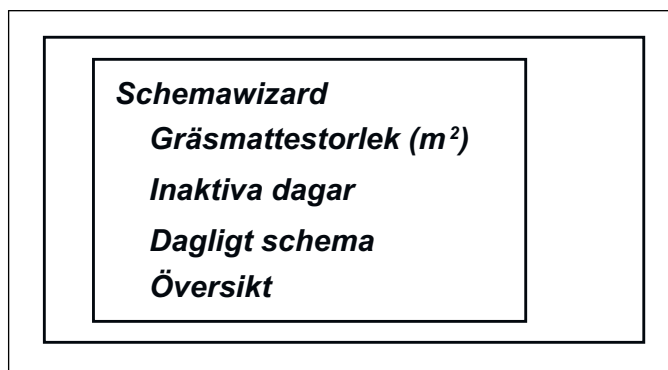 Schemawizard
Gräsmattestorlek (m²)
Inaktiva dagar
Dagligt schema
Översikt